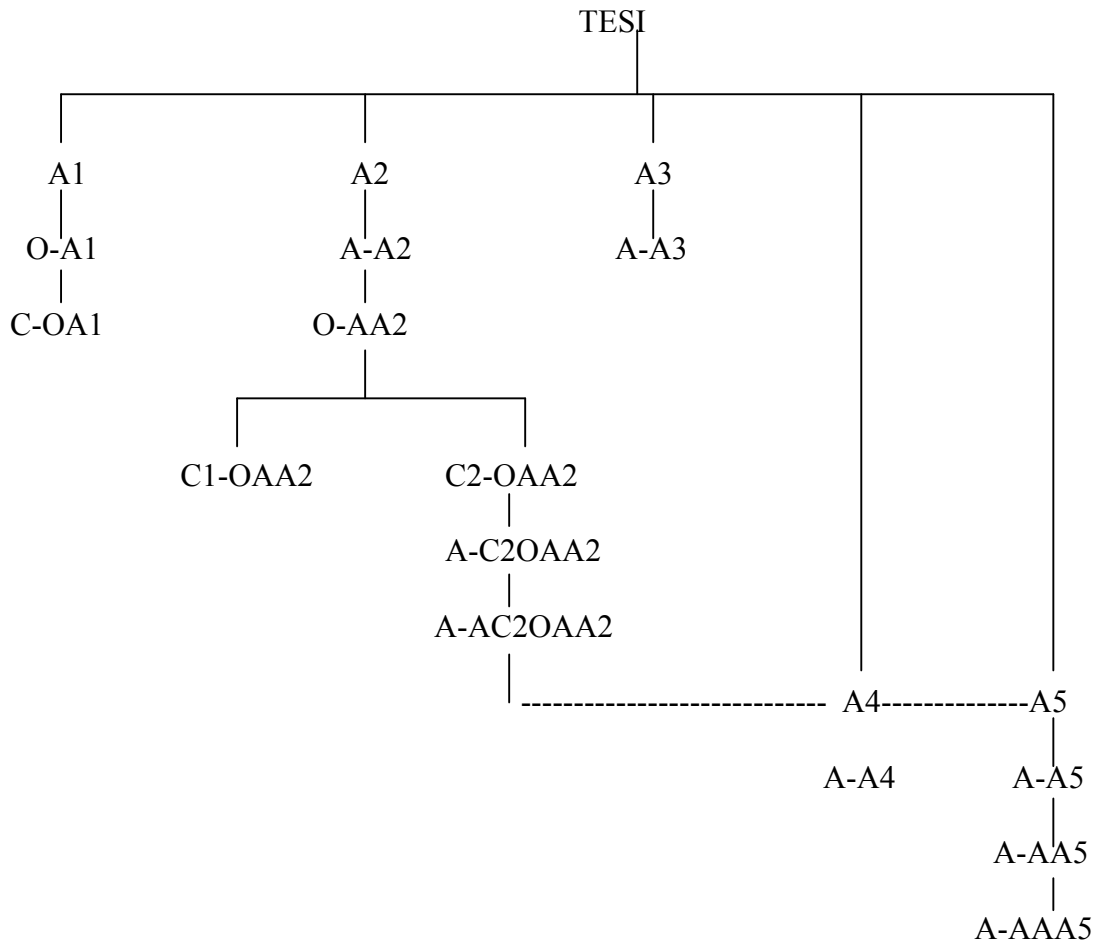 TESI
A1 A2 A3
O-A1 A-A2 A-A3
C-OA1 O-AA2
C1-OAA2 C2-OAA2
A-C2OAA2
A-AC2OAA2
----------------------------- A4--------------A5
A-A4 A-A5
A-AA5
A-AAA5